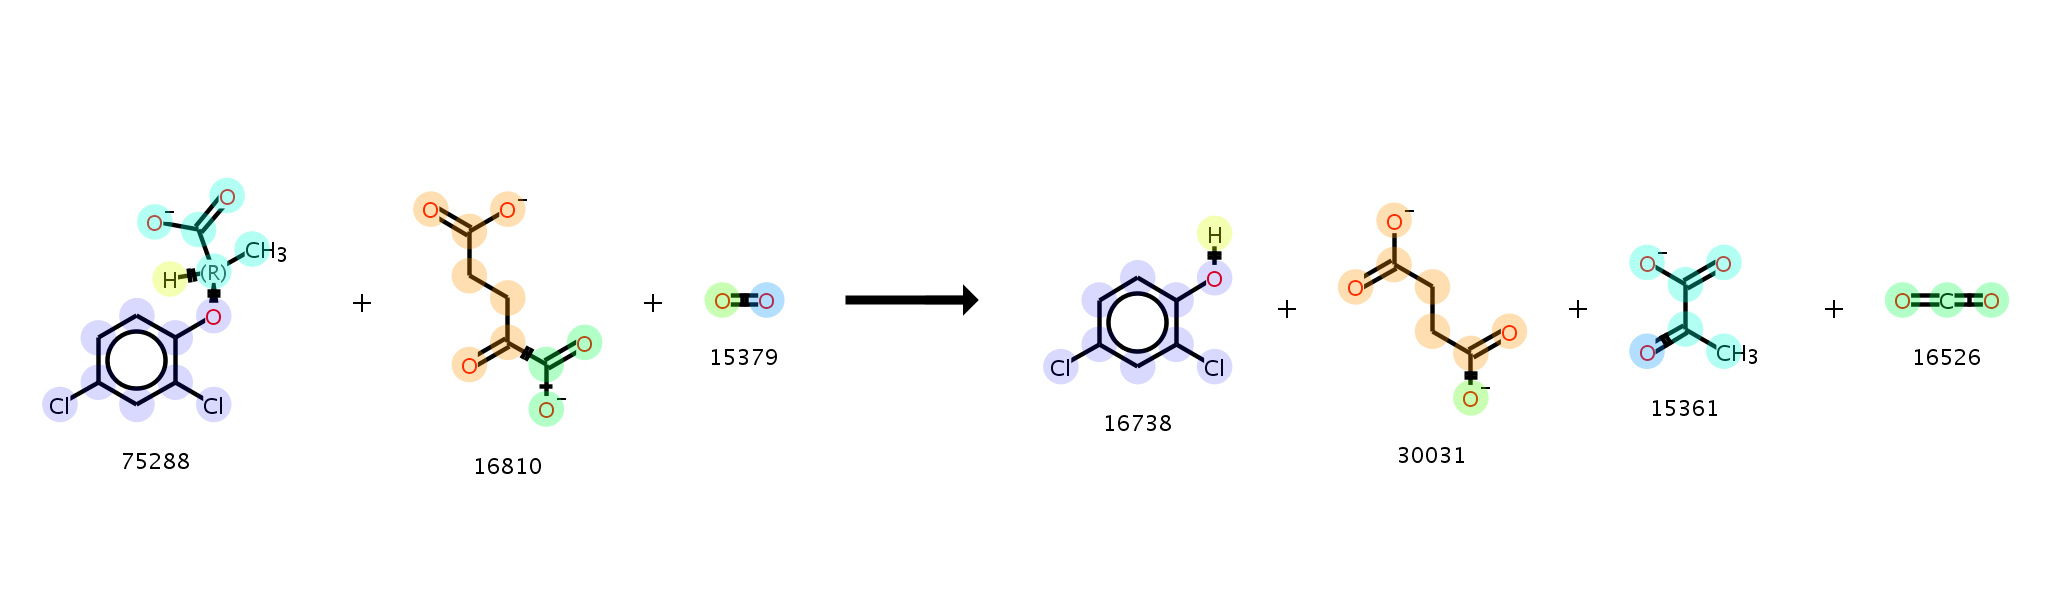 O
O⁻
CH3
H
(R)
O
Cl
Cl
75288
+
O
O⁻
O
O
O⁻
16810
+
O
O
15379
H
O
Cl
Cl
16738
+
O⁻
O
O
O⁻
30031
+
O⁻
O
O
CH3
15361
+
O
C
O
16526